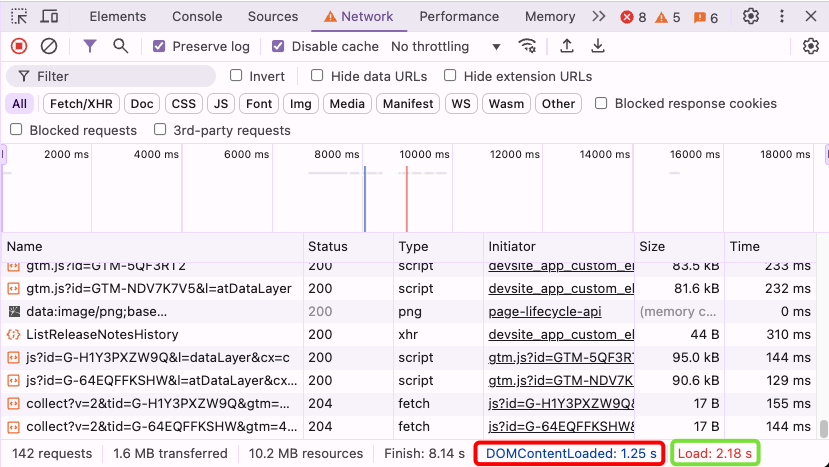 Elements Console Sources Network Performance Memory 8 5 6
Preserve log Disable cache No throttling
Filter Invert Hide data URLs Hide extension URLs
All Fetch/XHR Doc CSS JS Font Img Media Manifest WS Wasm Other Blocked response cookies
Blocked requests 3rd-party requests
2000 ms 4000 ms 6000 ms 8000 ms 10000 ms 12000 ms 14000 ms 16000 ms 18000 ms
Name Status Type Initiator Size Time
gtm.js?id=GTM-5QF3RT2 200 script devsite_app_custom_el 83.5 kB 233 ms
gtm.js?id=GTM-NDV7K7V5&l=atDataLayer 200 script devsite_app_custom_el 81.6 kB 232 ms
data:image/png;base… 200 png page-lifecycle-api (memory c… 0 ms
ListReleaseNotesHistory 200 xhr devsite_app_custom_el 44 B 310 ms
js?id=G-H1Y3PXZW9Q&l=dataLayer&cx=c 200 script gtm.js?id=GTM-5QF3RT 95.0 kB 144 ms
js?id=G-64EQFFKSHW&l=atDataLayer&cx… 200 script gtm.js?id=GTM-NDV7K 90.6 kB 129 ms
collect?v=2&tid=G-H1Y3PXZW9Q&gtm=… 204 fetch js?id=G-H1Y3PXZW9Q& 17 B 155 ms
collect?v=2&tid=G-64EQFFKSHW&gtm=4… 204 fetch js?id=G-64EQFFKSHW& 17 B 144 ms
142 requests 1.6 MB transferred 10.2 MB resources Finish: 8.14 s DOMContentLoaded: 1.25 s Load: 2.18 s